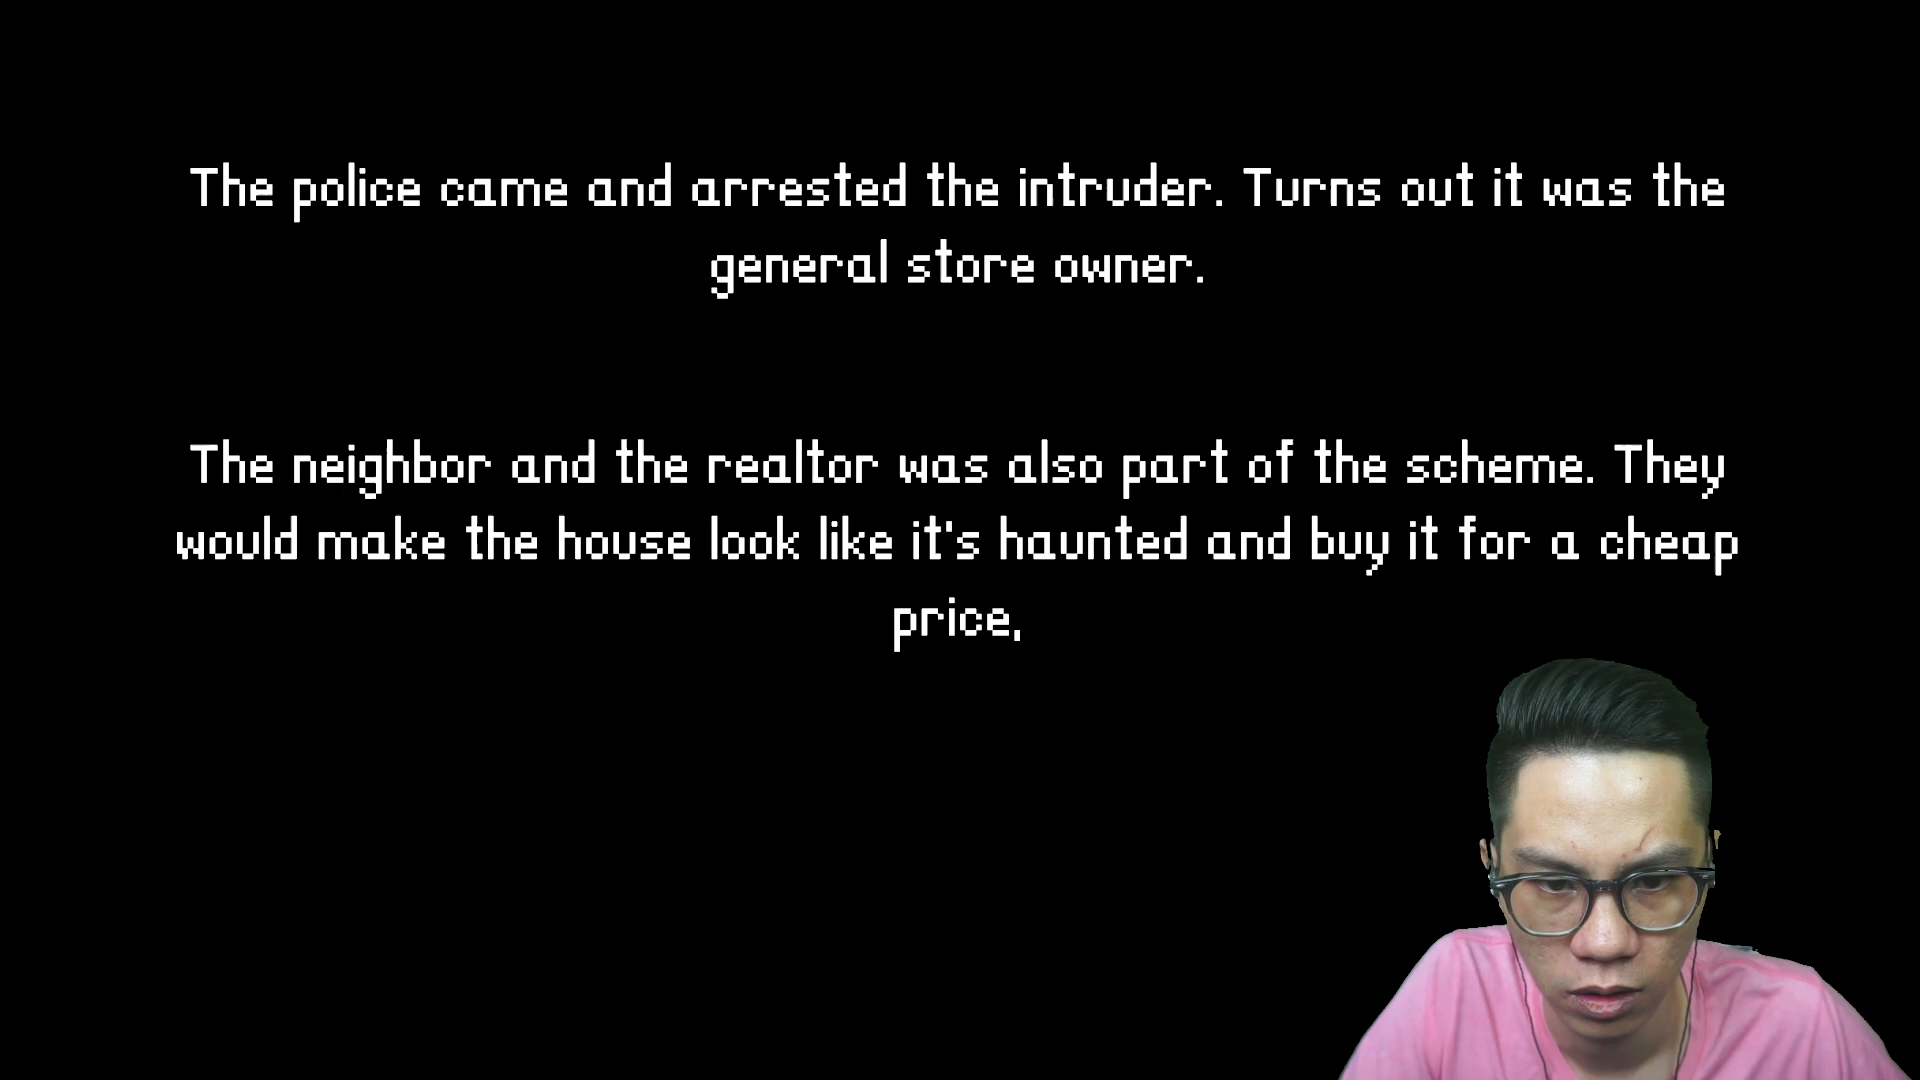 The police came and arrested the intruder. Turns out it was the
general store owner.
The neighbor and the realtor was also part of the scheme. They
would make the house look like it's haunted and buy it for a cheap
price,